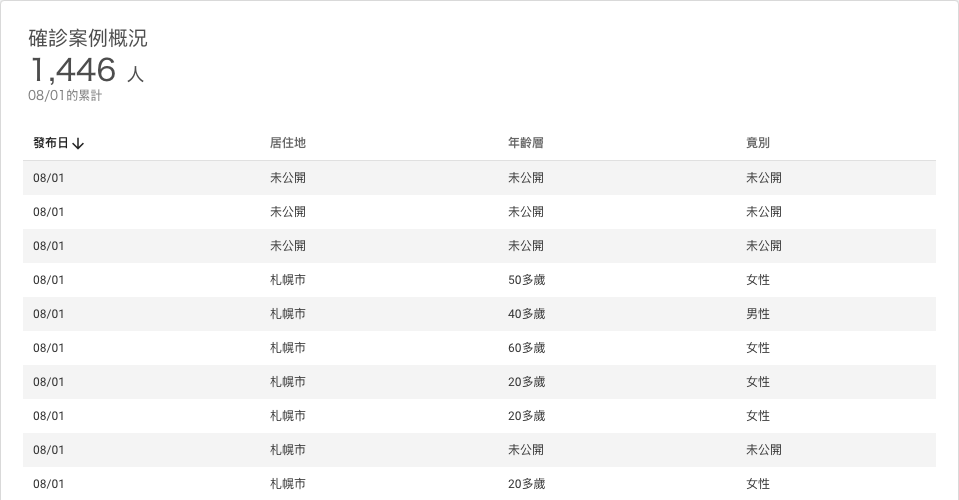 確診案例概況
1,446 人
08/01的累計
發布日↓ 居住地 年齡層 竟別
08/01 未公開 未公開 未公開
08/01 未公開 未公開 未公開
08/01 未公開 未公開 未公開
08/01 札幌市 50多歲 女性
08/01 札幌市 40多歲 男性
08/01 札幌市 60多歲 女性
08/01 札幌市 20多歲 女性
08/01 札幌市 20多歲 女性
08/01 札幌市 未公開 未公開
08/01 札幌市 20多歲 女性